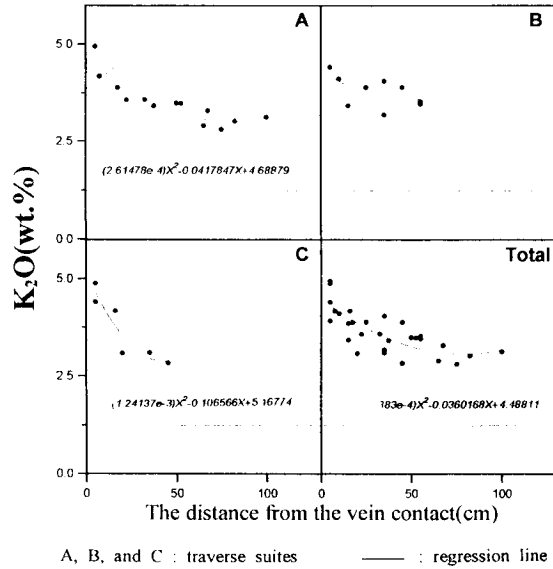 A
B
5.0
2.5
(2.61478e-4)X²-0.0417847X+4.68879
0.0
C
Total
5.0
2.5
(1.24137e-3)X²-0.106566X+5.16774
383e-4)X²-0.0360168X+4.48811
0.0
K₂O(wt.%)
0 50 100 0 50 100
The distance from the vein contact(cm)
A, B, and C : traverse suites —— : regression line